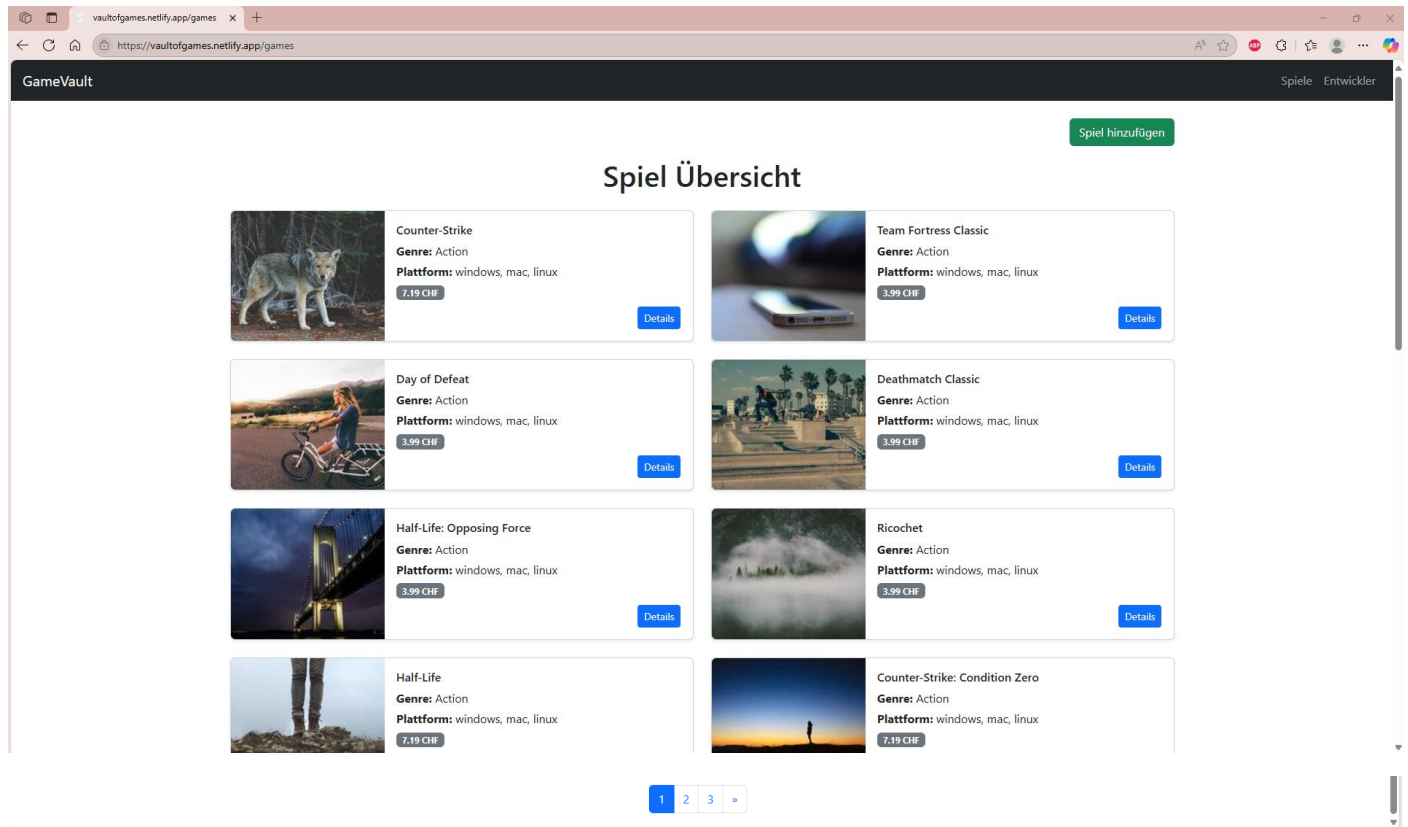 vaultofgames.netlify.app/games
https://vaultofgames.netlify.app/games
GameVault
Spiele Entwickler
Spiel hinzufügen
Spiel Übersicht
Counter-Strike
Genre: Action
Plattform: windows, mac, linux
7.19 CHF
Details
Team Fortress Classic
Genre: Action
Plattform: windows, mac, linux
3.99 CHF
Details
Day of Defeat
Genre: Action
Plattform: windows, mac, linux
3.99 CHF
Details
Deathmatch Classic
Genre: Action
Plattform: windows, mac, linux
3.99 CHF
Details
Half-Life: Opposing Force
Genre: Action
Plattform: windows, mac, linux
3.99 CHF
Details
Ricochet
Genre: Action
Plattform: windows, mac, linux
3.99 CHF
Details
Half-Life
Genre: Action
Plattform: windows, mac, linux
7.19 CHF
Counter-Strike: Condition Zero
Genre: Action
Plattform: windows, mac, linux
7.19 CHF
1 2 3 »